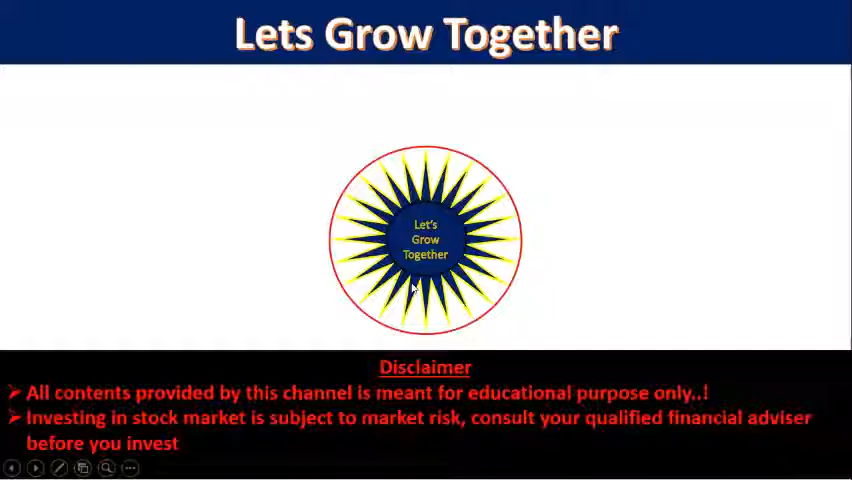 Lets Grow Together
Let's
Grow
Together
Disclaimer
➢ All contents provided by this channel is meant for educational purpose only..!
➢ Investing in stock market is subject to market risk, consult your qualified financial adviser
before you invest